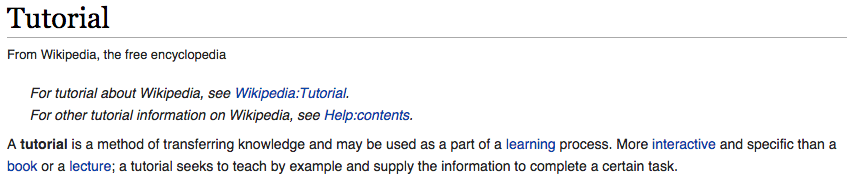 Tutorial
From Wikipedia, the free encyclopedia
For tutorial about Wikipedia, see Wikipedia:Tutorial.
For other tutorial information on Wikipedia, see Help:contents.
A tutorial is a method of transferring knowledge and may be used as a part of a learning process. More interactive and specific than a
book or a lecture; a tutorial seeks to teach by example and supply the information to complete a certain task.